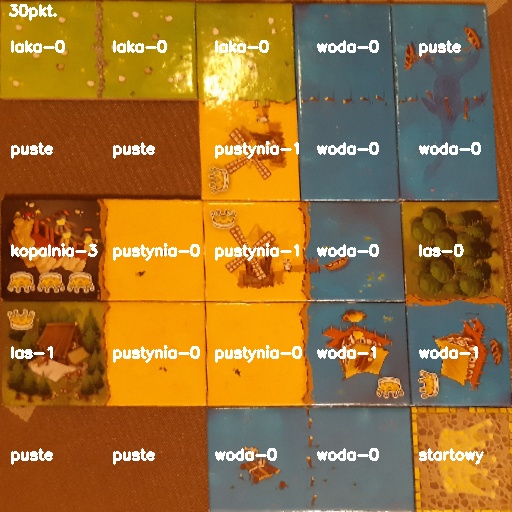 30pkt.
laka-0 laka-0 laka-0 woda-0 puste
puste puste pustynia-1 woda-0 woda-0
kopalnia-3 pustynia-0 pustynia-1 woda-0 las-0
las-1 pustynia-0 pustynia-0 woda-1 woda-1
puste puste woda-0 woda-0 startowy